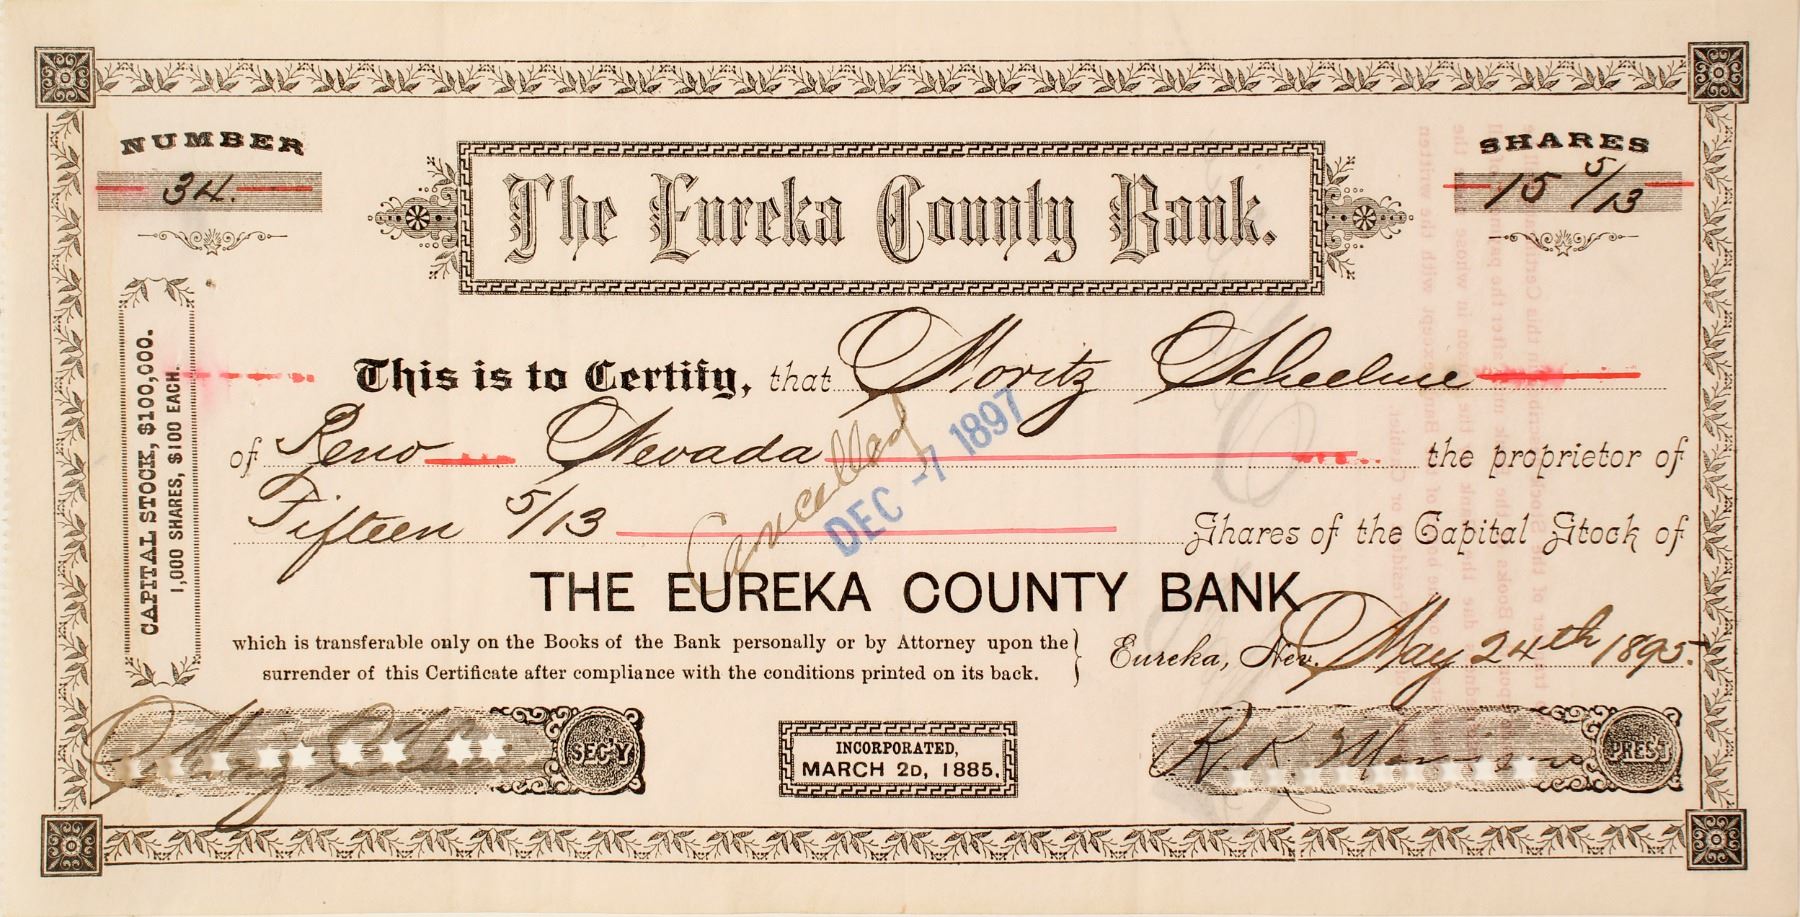 NUMBER
34.
SHARES
15 5/13
The Eureka County Bank.
CAPITAL STOCK, $100,000.
1,000 SHARES, $100 EACH.
This is to Certify, that Moritz Scheeline
of Reno Nevada the proprietor of
Fifteen 5/13 Shares of the Capital Stock of
Cancelled
DEC -7 1897
THE EUREKA COUNTY BANK
which is transferable only on the Books of the Bank personally or by Attorney upon the
surrender of this Certificate after compliance with the conditions printed on its back.
Eureka, Nev. May 24th 1895.
SEC'Y
INCORPORATED,
MARCH 2D, 1885.
R. K. Morrison
PRES'T